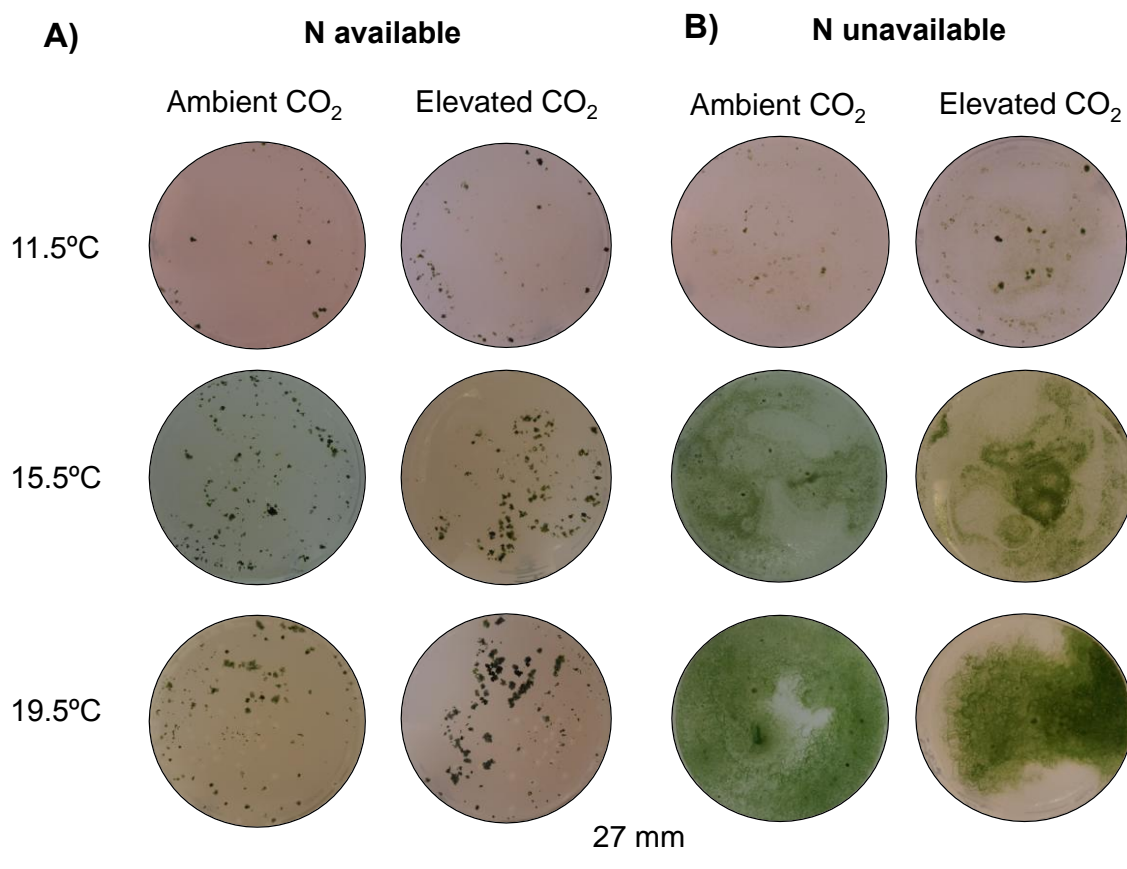 A) N available B) N unavailable
Ambient CO₂ Elevated CO₂ Ambient CO₂ Elevated CO₂
11.5ºC
15.5ºC
19.5ºC
27 mm